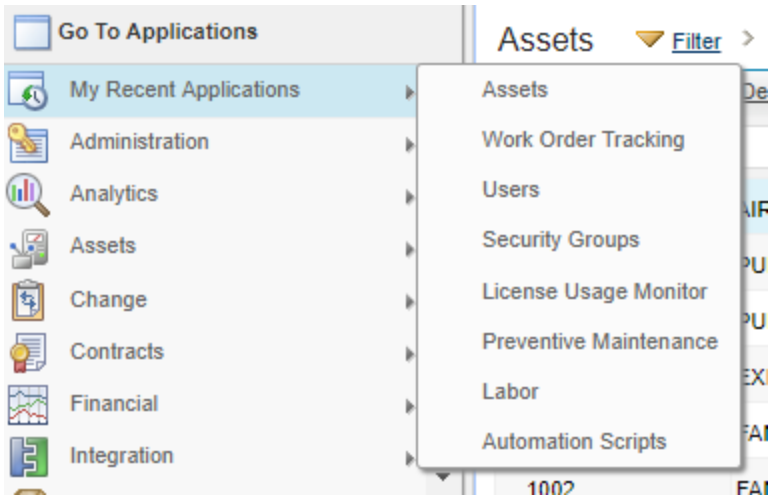 Go To Applications
My Recent Applications
Administration
Analytics
Assets
Change
Contracts
Financial
Integration
Assets Filter >
Assets
Work Order Tracking
Users
Security Groups
License Usage Monitor
Preventive Maintenance
Labor
Automation Scripts
1002